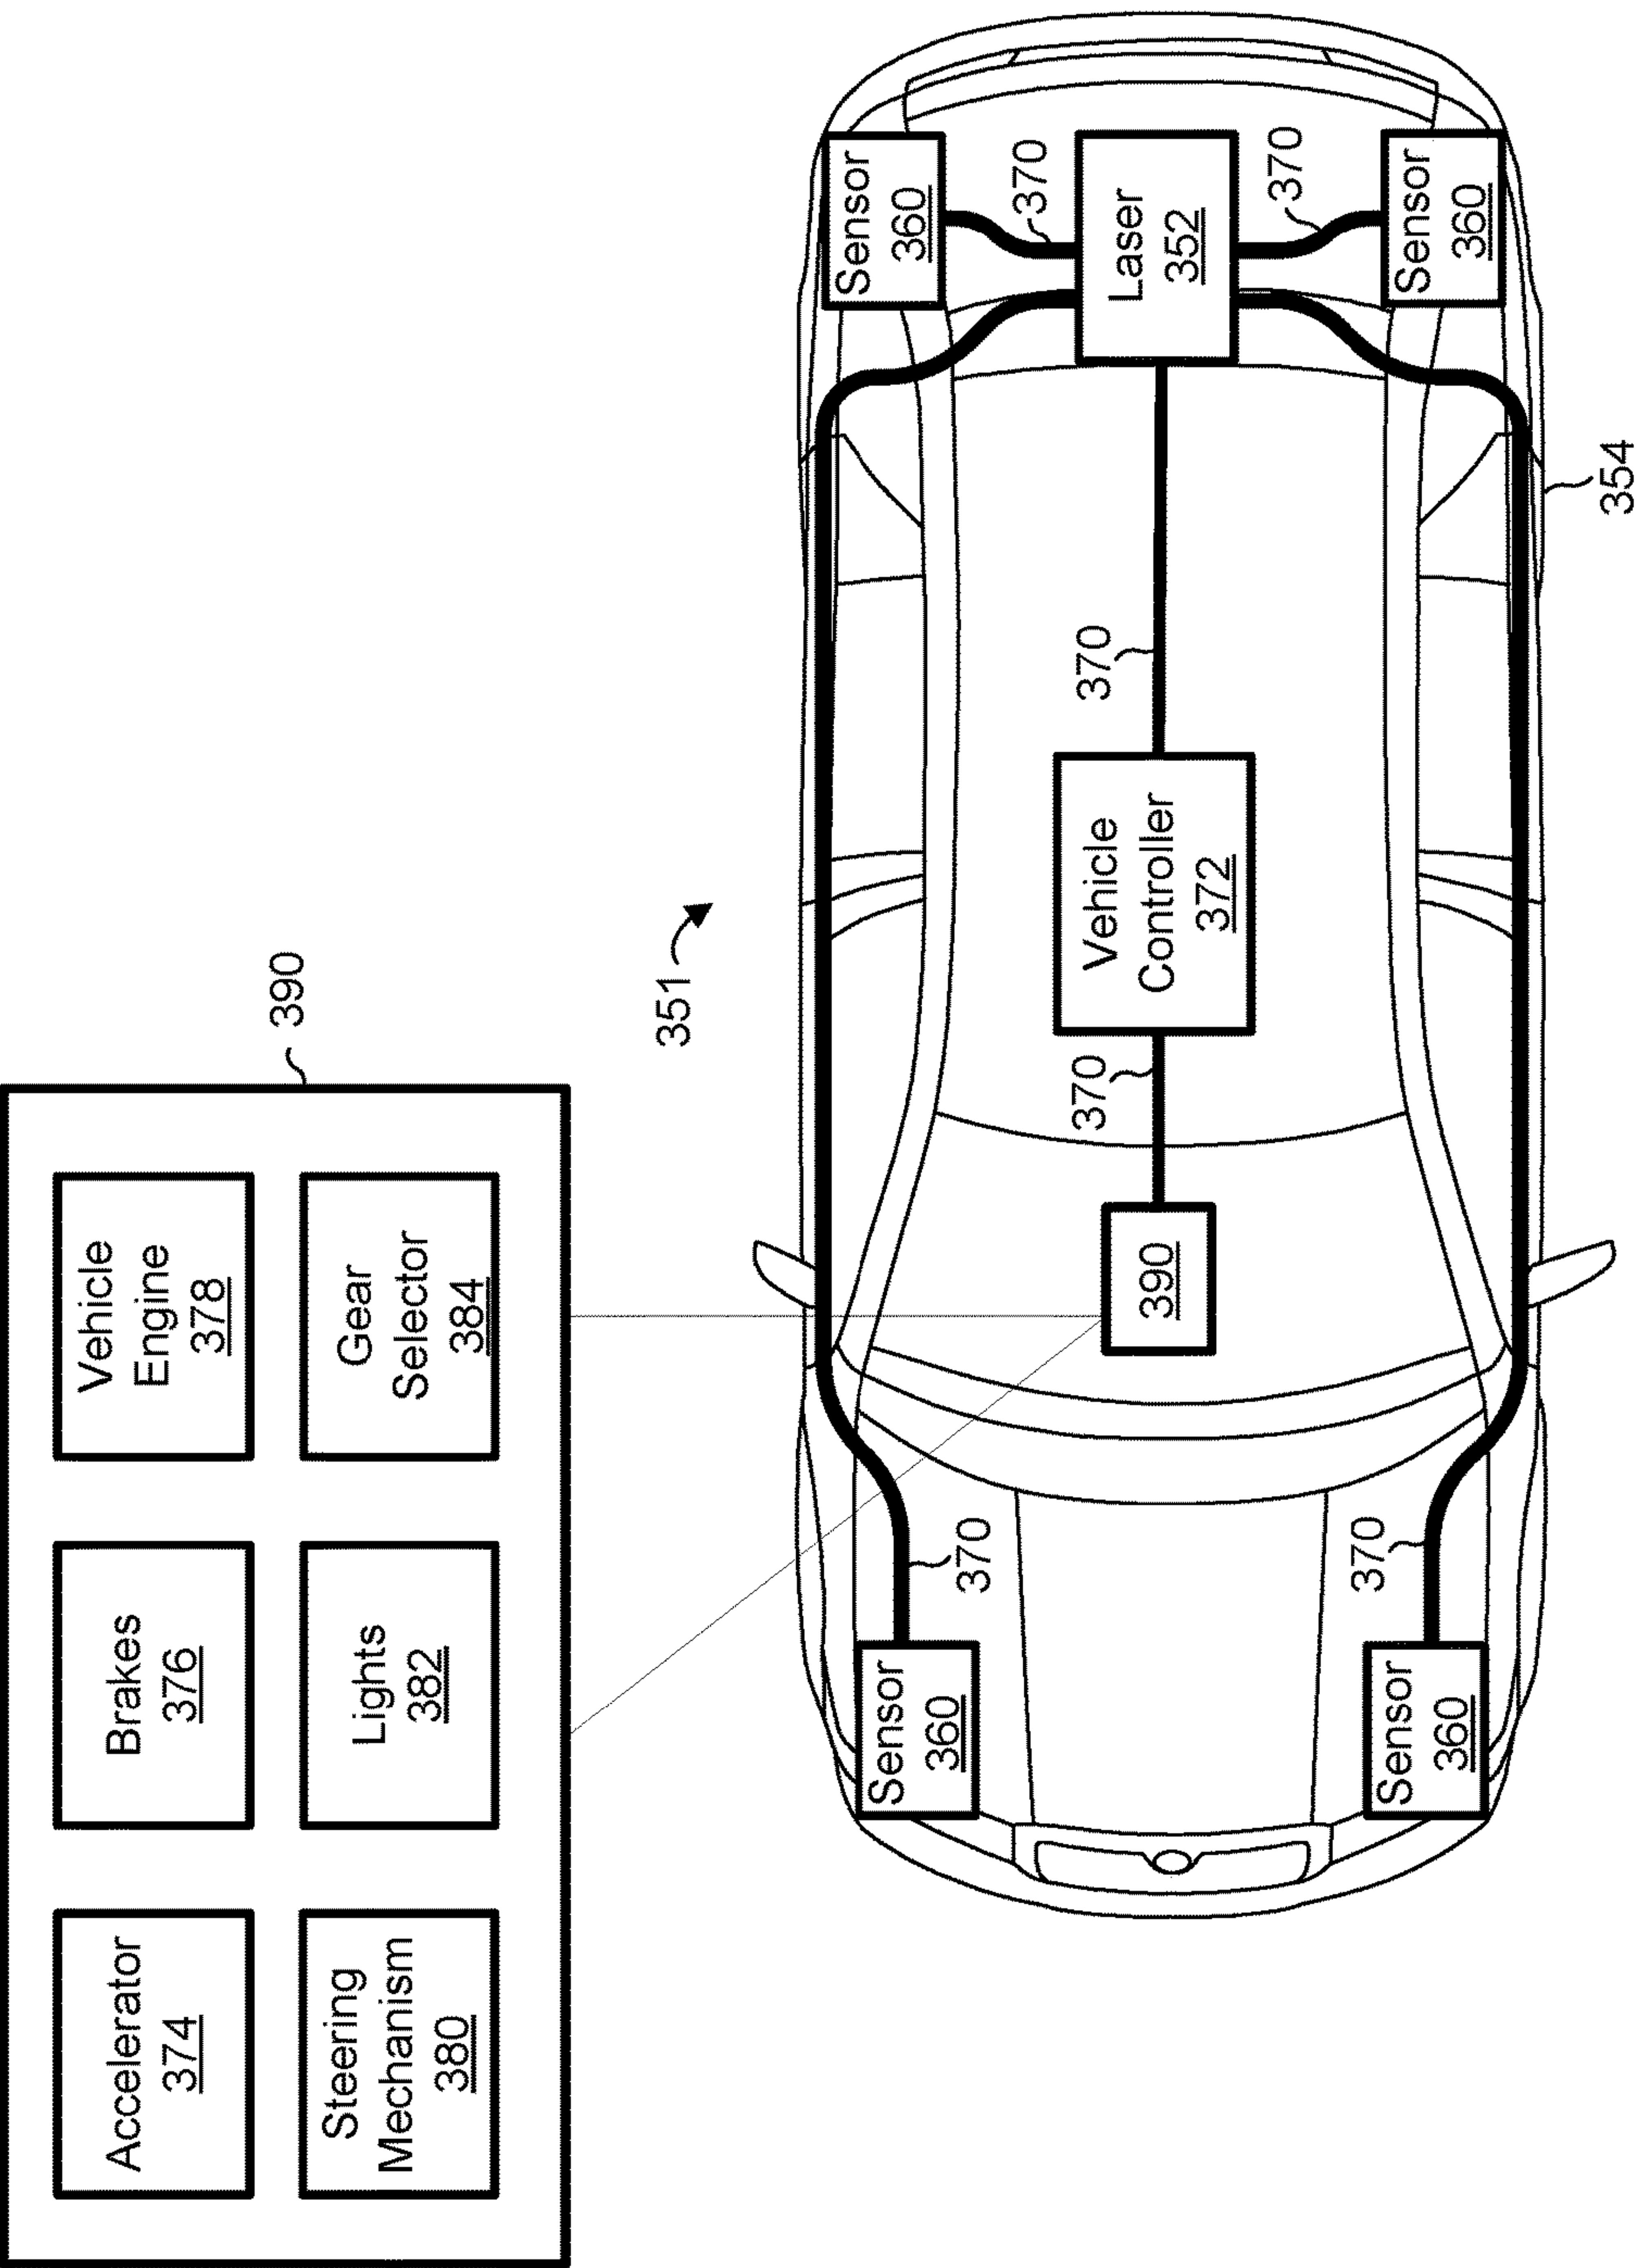 390
Accelerator
374
Brakes
376
Vehicle
Engine
378
Steering
Mechanism
380
Lights
382
Gear
Selector
384
351
Sensor
360
370
370
Sensor
360
390
370
Vehicle
Controller
372
370
Laser
352
370
Sensor
360
370
Sensor
360
354